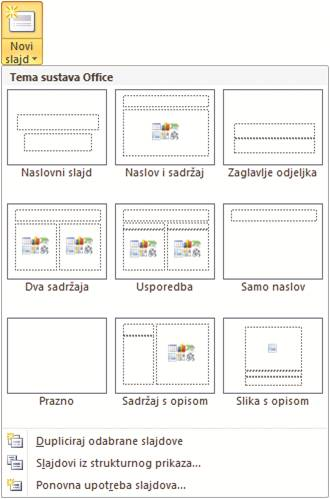 Novi
slajd
Tema sustava Office
Naslovni slajd
Naslov i sadržaj
Zaglavlje odjeljka
Dva sadržaja
Usporedba
Samo naslov
Prazno
Sadržaj s opisom
Slika s opisom
Dupliciraj odabrane slajdove
Slajdovi iz strukturnog prikaza...
Ponovna upotreba slajdova...